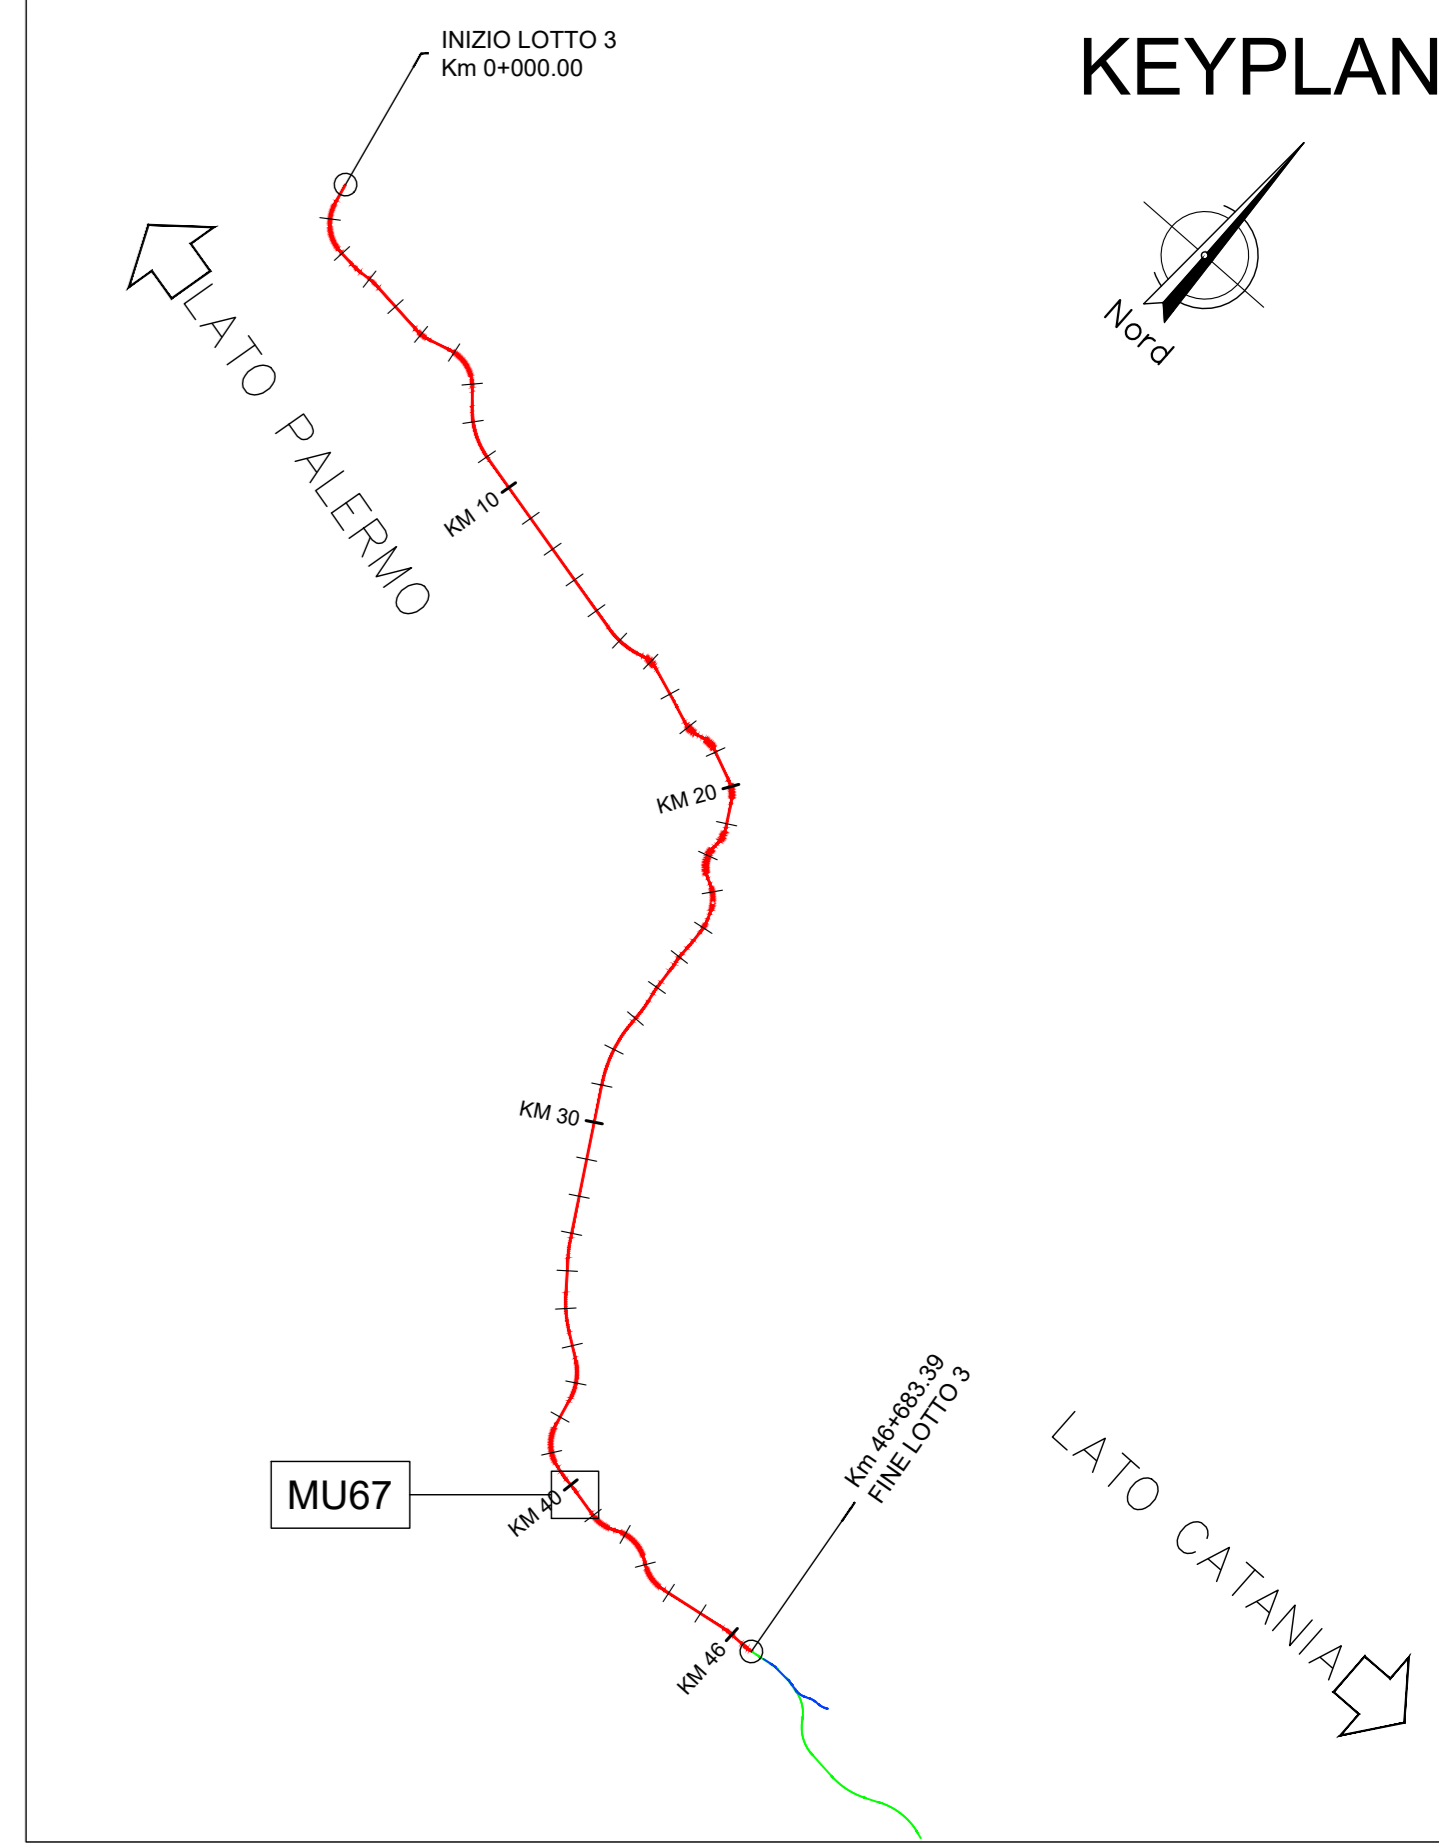 INIZIO LOTTO 3
Km 0+000.00
KEYPLAN
Nord
LATO PALERMO
KM 10
KM 20
KM 30
Km 46+683.39
FINE LOTTO 3
LATO CATANIA
MU67
KM 40
KM 46